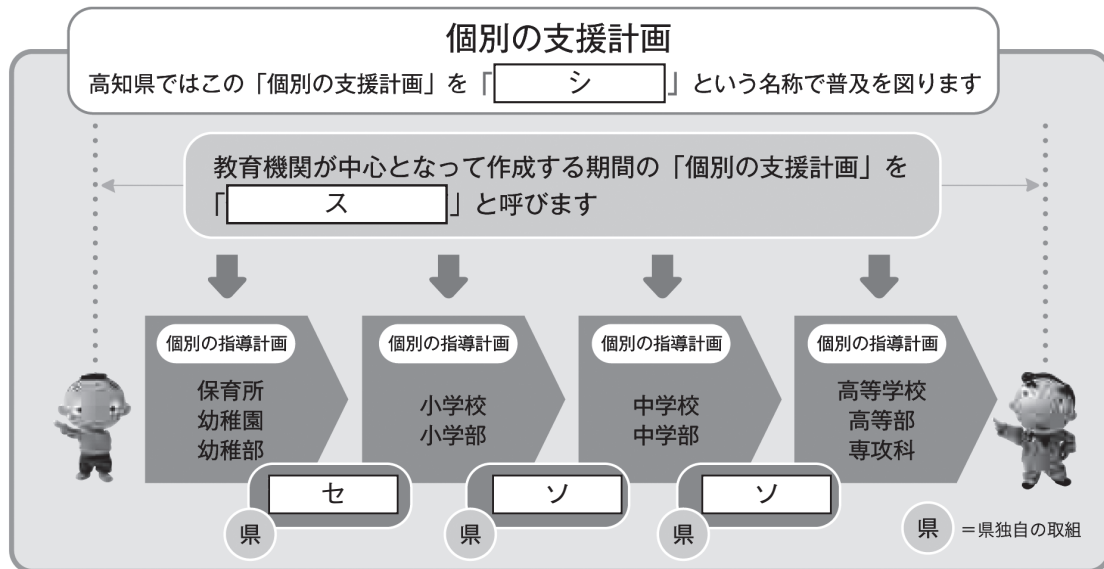 個別の支援計画
高知県ではこの「個別の支援計画」を「シ」という名称で普及を図ります
教育機関が中心となって作成する期間の「個別の支援計画」を
「ス」と呼びます
個別の指導計画
保育所
幼稚園
幼稚部
個別の指導計画
小学校
小学部
個別の指導計画
中学校
中学部
個別の指導計画
高等学校
高等部
専攻科
セ
県
ソ
県
ソ
県
県 =県独自の取組